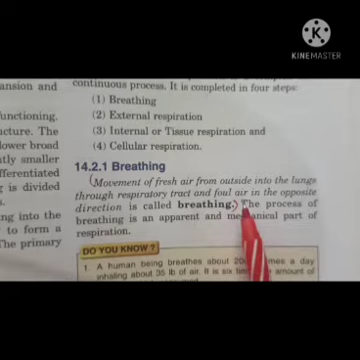 KINEMASTER
ansion and
continuous process. It is completed in four steps:
(1) Breathing
functioning.
(2) External respiration
ucture. The
(3) Internal or Tissue respiration and
lower broad
(4) Cellular respiration.
tly smaller
14.2.1 Breathing
fferentiated
Movement of fresh air from outside into the lungs
g is divided
through respiratory tract and foul air in the opposite
direction is called breathing. The process of
ng into the
breathing is an apparent and mechanical part of
to form a
respiration.
The primary
DO YOU KNOW ?
1. A human being breathes about mes a day
inhaling about 35 lb of air. It is six amount of